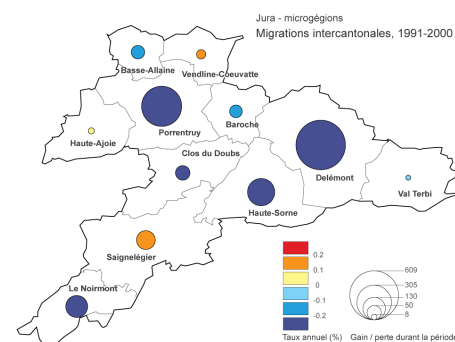 Jura - microgégions
Migrations intercantonales, 1991-2000
Basse-Allaine
Vendline-Coeuvatte
Porrentruy
Baroche
Haute-Ajoie
Clos du Doubs
Delémont
Val Terbi
Haute-Sorne
Saignelégier
Le Noirmont
0.2
0.1
0
-0.1
-0.2
609
305
130
50
8
Taux annuel (%)
Gain / perte durant la période